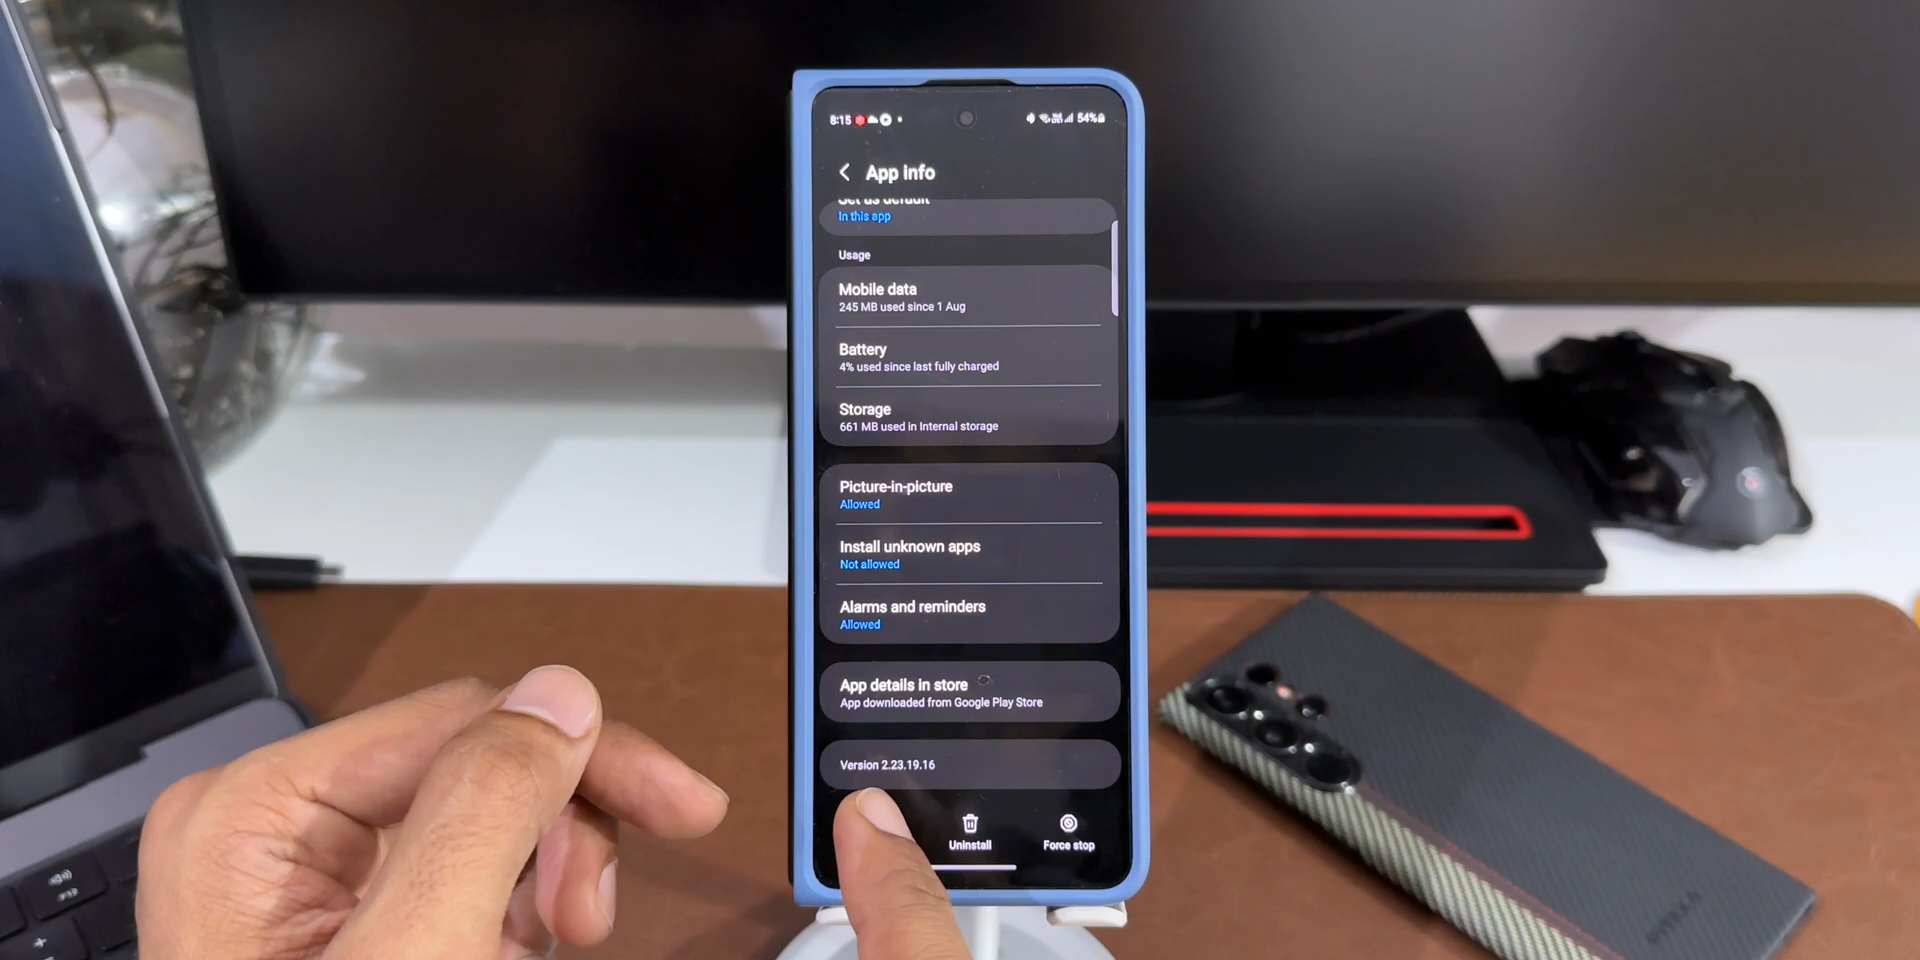 8:15
54%
App info
Set as default
In this app
Usage
Mobile data
245 MB used since 1 Aug
Battery
4% used since last fully charged
Storage
661 MB used in Internal storage
Picture-in-picture
Allowed
Install unknown apps
Not allowed
Alarms and reminders
Allowed
App details in store
App downloaded from Google Play Store
Version 2.23.19.16
Uninstall
Force stop